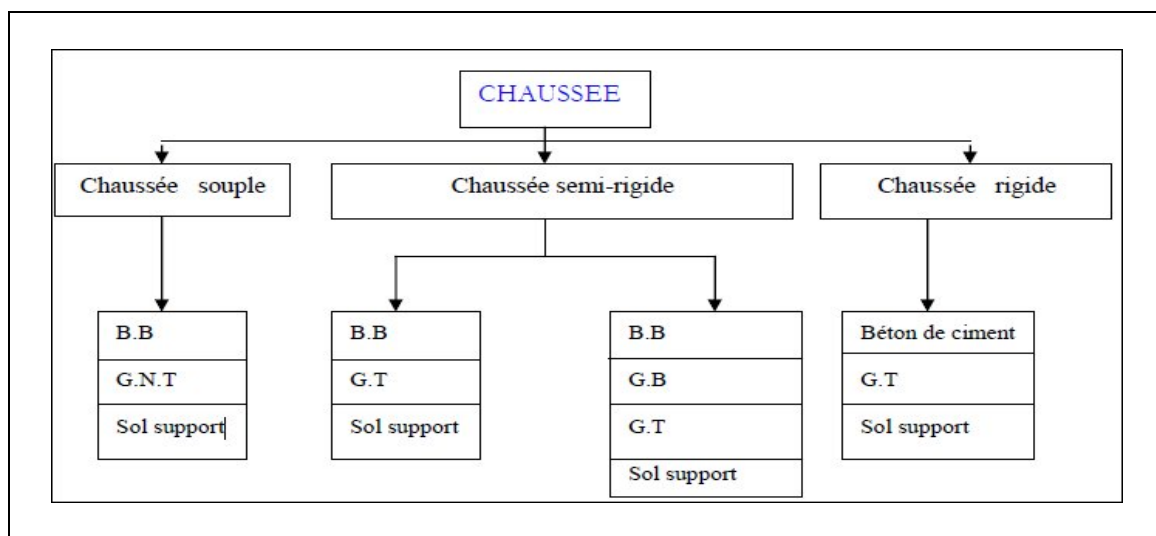 CHAUSSEE
Chaussée souple
Chaussée semi-rigide
Chaussée rigide
B.B
G.N.T
Sol support
B.B
G.T
Sol support
B.B
G.B
G.T
Sol support
Béton de ciment
G.T
Sol support